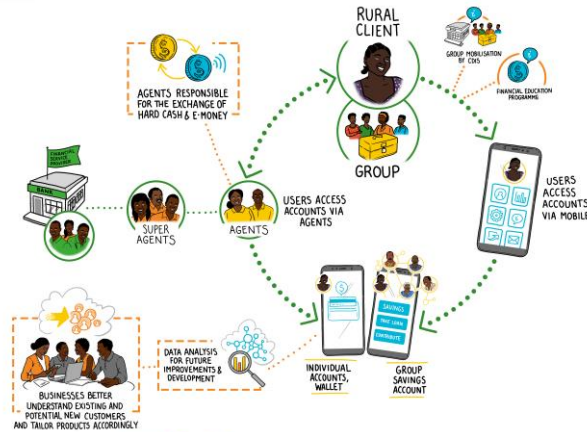 RURAL
CLIENT
GROUP
GROUP MOBILISATION
BY CDIS
FINANCIAL EDUCATION
PROGRAMME
AGENTS RESPONSIBLE
FOR THE EXCHANGE OF
HARD CASH & E-MONEY
FINANCIAL
SERVICE
PROVIDER
BANK
SUPER
AGENTS
AGENTS
USERS ACCESS
ACCOUNTS VIA
AGENTS
USERS
ACCESS
ACCOUNTS
VIA MOBILE
SAVINGS
TAKE LOAN
CONTRIBUTE
INDIVIDUAL
ACCOUNTS,
WALLET
GROUP
SAVINGS
ACCOUNT
DATA ANALYSIS
FOR FUTURE
IMPROVEMENTS &
DEVELOPMENT
BUSINESSES BETTER
UNDERSTAND EXISTING AND
POTENTIAL NEW CUSTOMERS
AND TAILOR PRODUCTS ACCORDINGLY